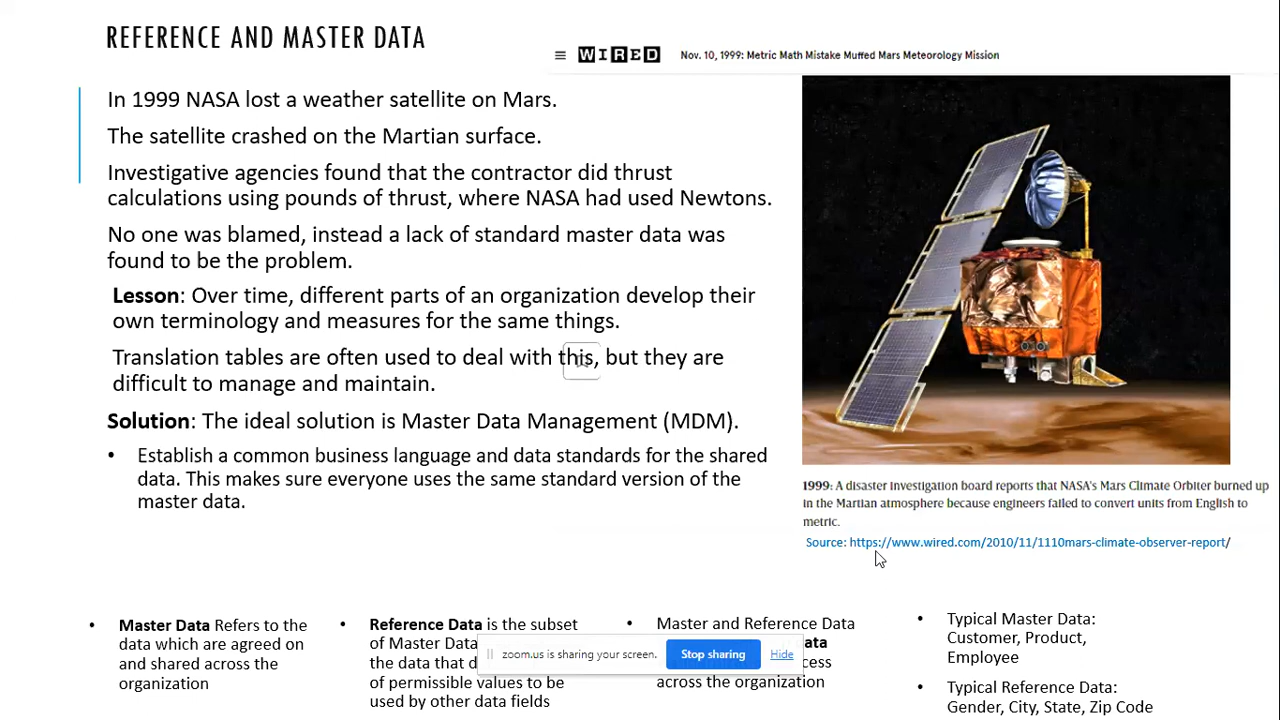 REFERENCE AND MASTER DATA
WIRED
Nov. 10, 1999: Metric Math Mistake Muffed Mars Meteorology Mission
In 1999 NASA lost a weather satellite on Mars.
The satellite crashed on the Martian surface.
Investigative agencies found that the contractor did thrust
calculations using pounds of thrust, where NASA had used Newtons.
No one was blamed, instead a lack of standard master data was
found to be the problem.
Lesson: Over time, different parts of an organization develop their
own terminology and measures for the same things.
Translation tables are often used to deal with this, but they are
difficult to manage and maintain.
Solution: The ideal solution is Master Data Management (MDM).
• Establish a common business language and data standards for the shared
data. This makes sure everyone uses the same standard version of the
master data.
1999: A disaster investigation board reports that NASA's Mars Climate Orbiter burned up
in the Martian atmosphere because engineers failed to convert units from English to
metric.
Source: https://www.wired.com/2010/11/1110mars-climate-observer-report/
• Master Data Refers to the
data which are agreed on
and shared across the
organization
• Reference Data is the subset
of Master Data
the data that d
of permissible values to be
used by other data fields
• Master and Reference Data
ata
cess
across the organization
zoom.us is sharing your screen.
Stop sharing
Hide
• Typical Master Data:
Customer, Product,
Employee
• Typical Reference Data:
Gender, City, State, Zip Code